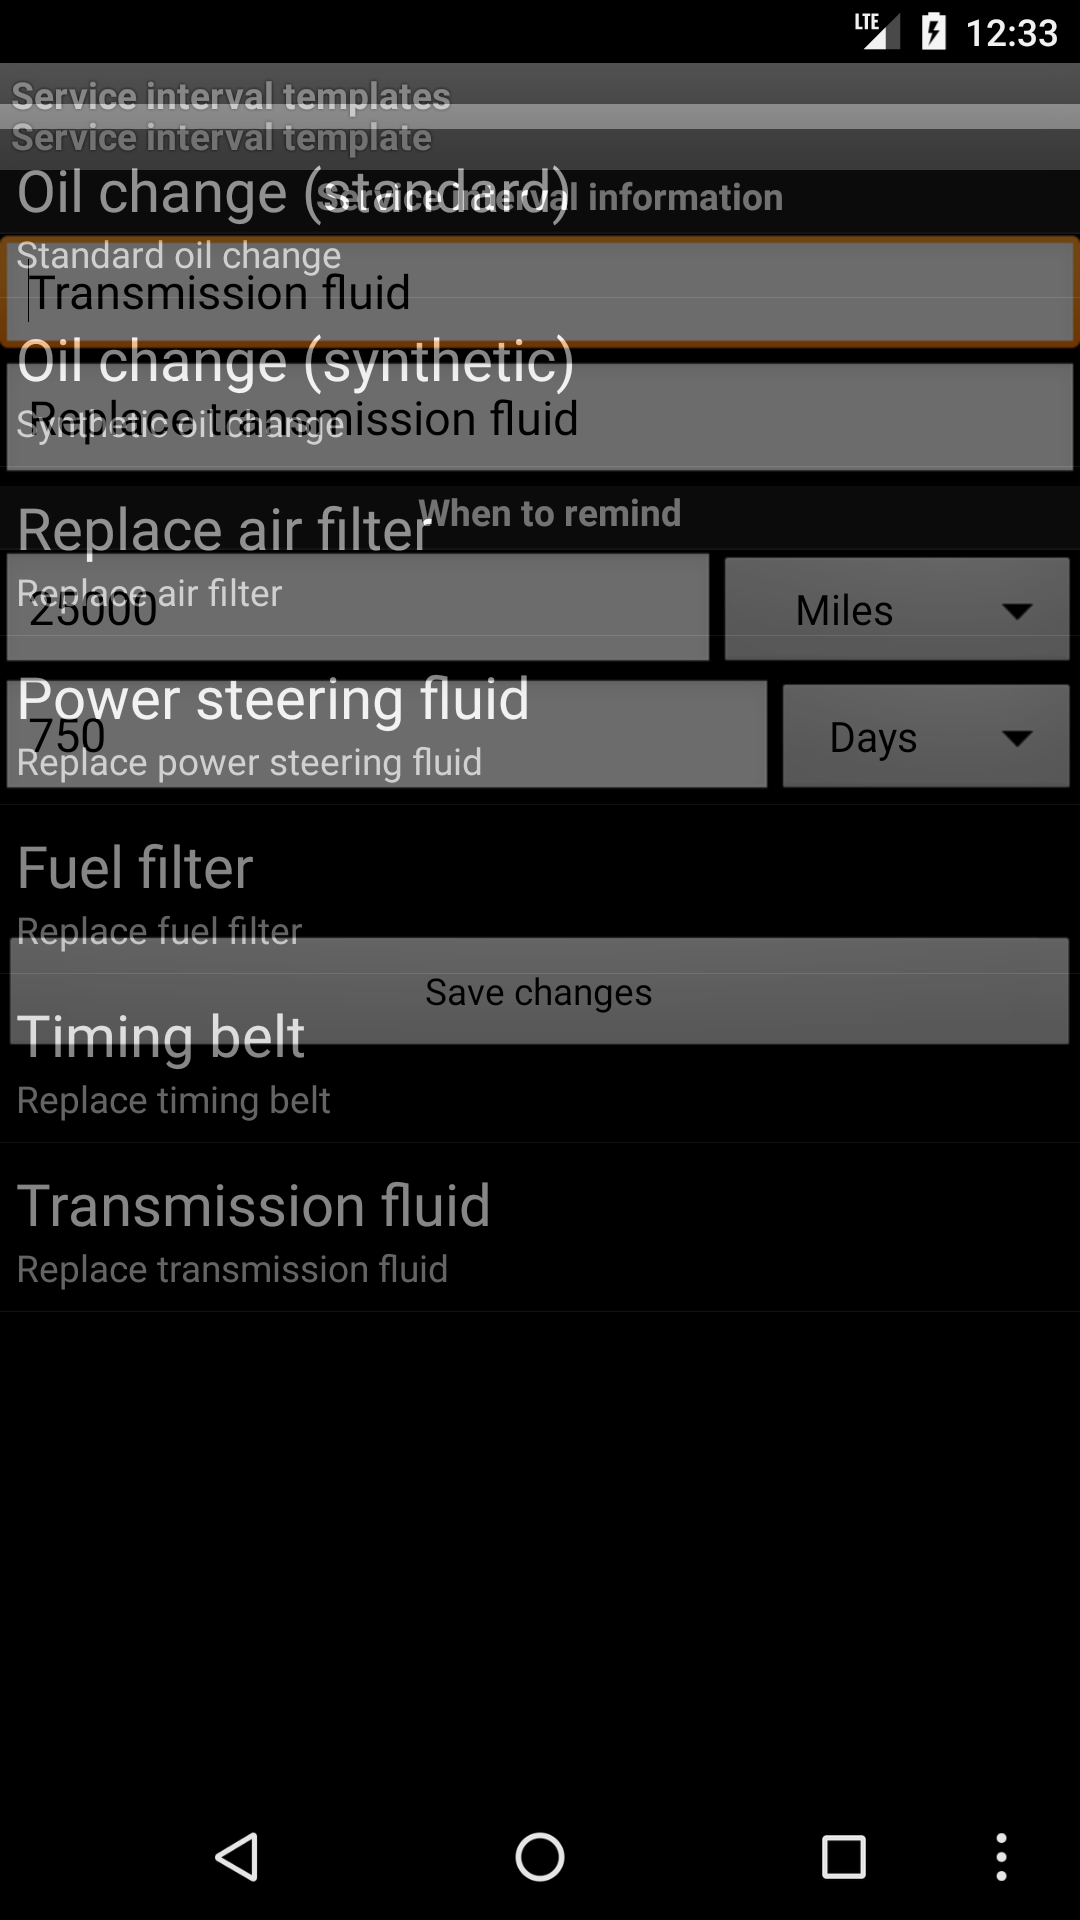 LTE 12:33
Service interval templates
Service interval template
Oil change (standard)
Service interval information
Standard oil change
Transmission fluid
Oil change (synthetic)
Synthetic oil change
Replace transmission fluid
When to remind
Replace air filter
Replace air filter
25000 Miles
Power steering fluid
750 Days
Replace power steering fluid
Fuel filter
Replace fuel filter
Save changes
Timing belt
Replace timing belt
Transmission fluid
Replace transmission fluid